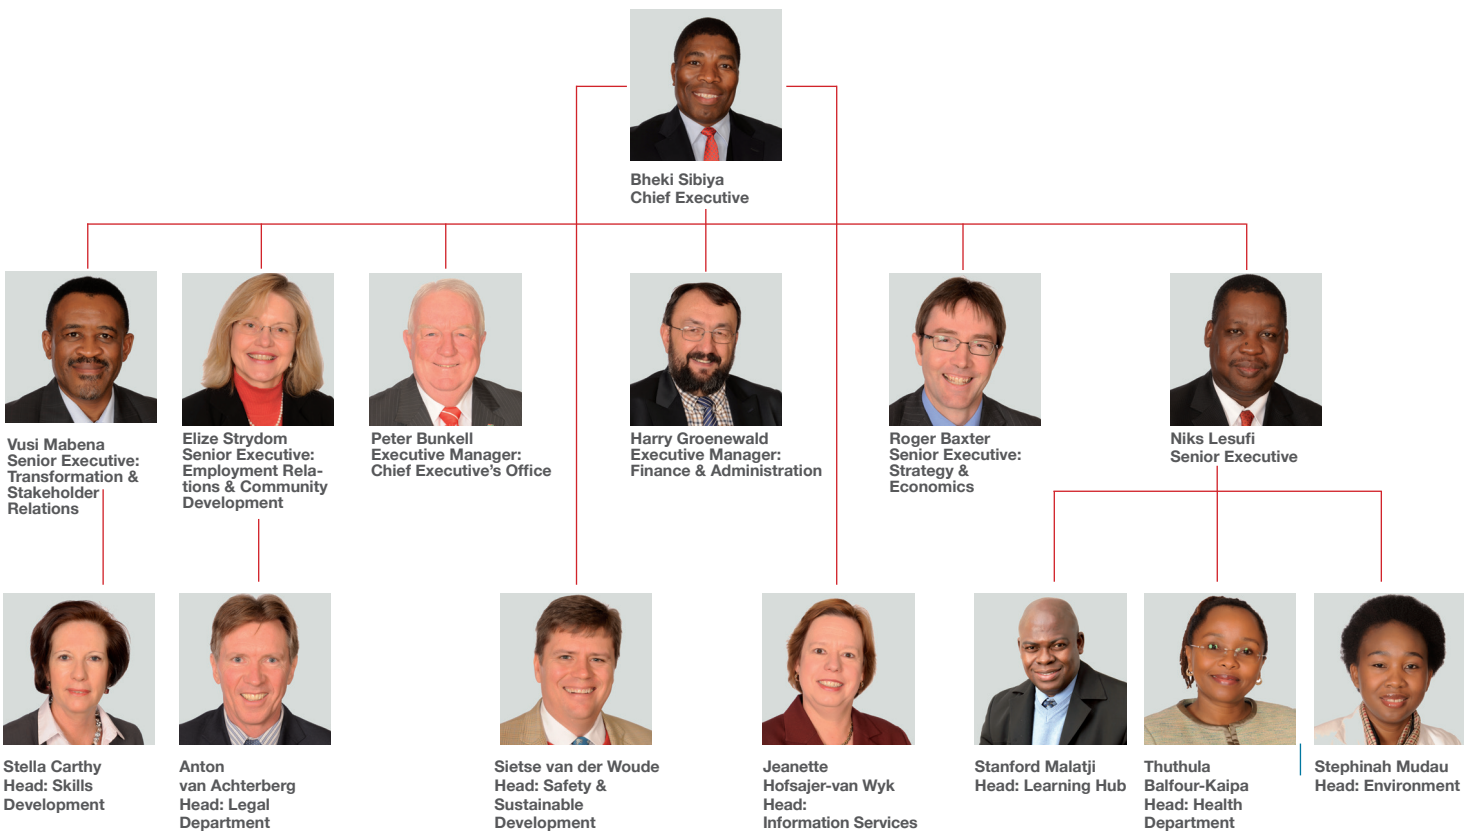 Bheki Sibiya
Chief Executive
Vusi Mabena
Senior Executive:
Transformation &
Stakeholder
Relations
Elize Strydom
Senior Executive:
Employment Rela-
tions & Community
Development
Peter Bunkell
Executive Manager:
Chief Executive’s Office
Harry Groenewald
Executive Manager:
Finance & Administration
Roger Baxter
Senior Executive:
Strategy &
Economics
Niks Lesufi
Senior Executive
Stella Carthy
Head: Skills
Development
Anton
van Achterberg
Head: Legal
Department
Sietse van der Woude
Head: Safety &
Sustainable
Development
Jeanette
Hofsajer-van Wyk
Head:
Information Services
Stanford Malatji
Head: Learning Hub
Thuthula
Balfour-Kaipa
Head: Health
Department
Stephinah Mudau
Head: Environment